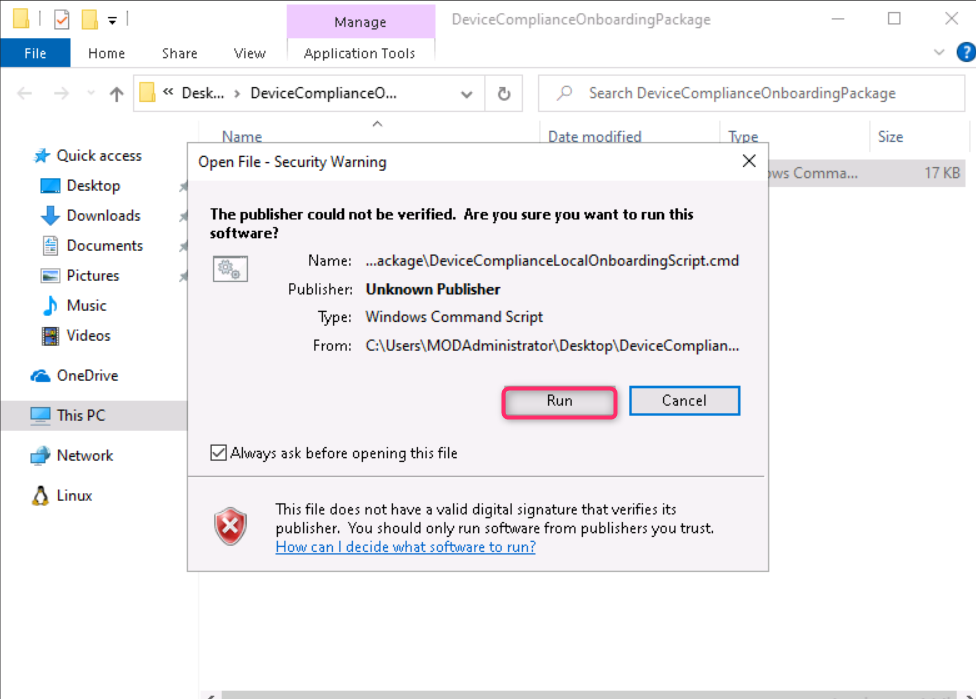 Manage
DeviceComplianceOnboardingPackage
File
Home
Share
View
Application Tools
?
« Desk... › DeviceComplianceO...
Search DeviceComplianceOnboardingPackage
Name
Date modified
Type
Size
Quick access
Desktop
Downloads
Documents
Pictures
Music
Videos
OneDrive
This PC
Network
Linux
ws Comma...
17 KB
Open File - Security Warning
The publisher could not be verified. Are you sure you want to run this
software?
Name: ...ackage\DeviceComplianceLocalOnboardingScript.cmd
Publisher: Unknown Publisher
Type: Windows Command Script
From: C:\Users\MODAdministrator\Desktop\DeviceComplian...
Run
Cancel
Always ask before opening this file
This file does not have a valid digital signature that verifies its
publisher. You should only run software from publishers you trust.
How can I decide what software to run?